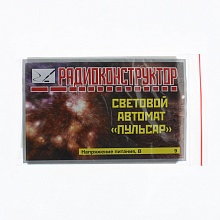 РАДИОКОНСТРУКТОР
СВЕТОВОЙ
АВТОМАТ
«ПУЛЬСАР»
Напряжение питания, В 9